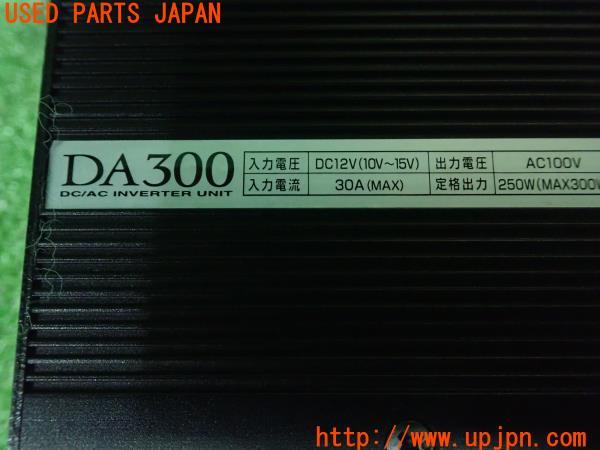 USED PARTS JAPAN
DA300
DC/AC INVERTER UNIT
入力電圧 DC12V(10V〜15V) 出力電圧 AC100V
入力電流 30A(MAX) 定格出力 250W(MAX300W
http://www.upjpn.com/